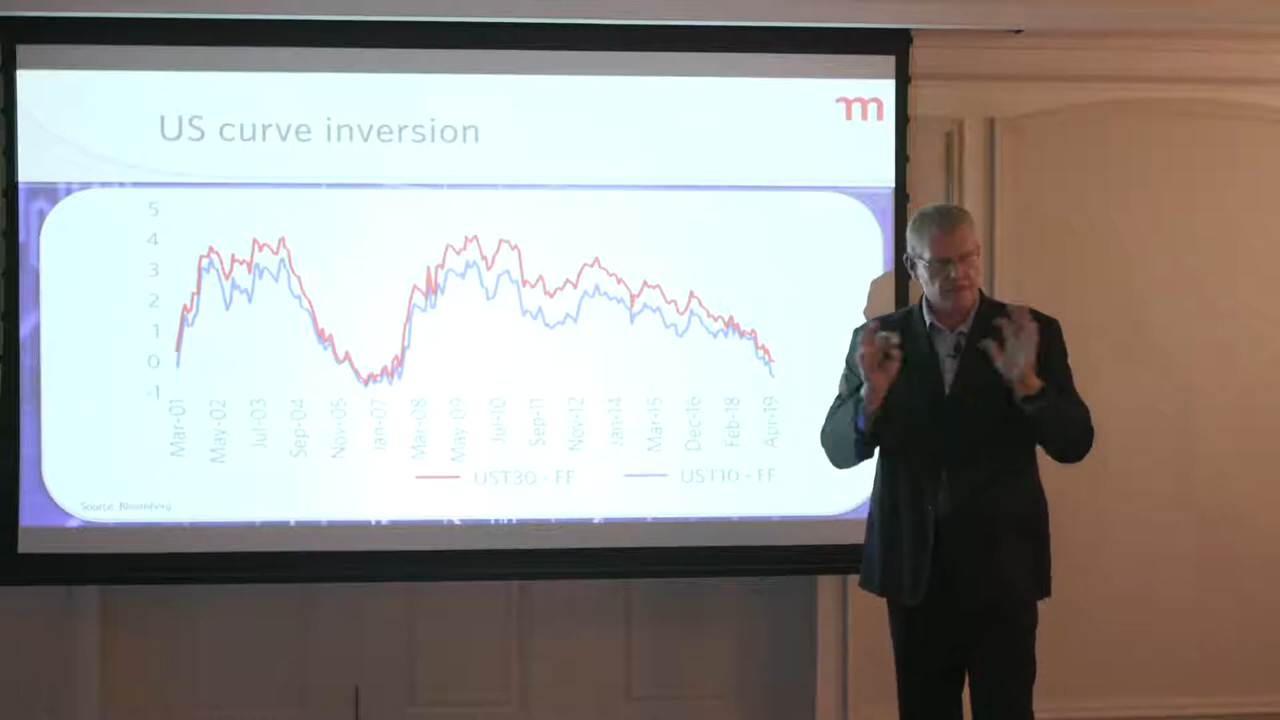 m
US curve inversion
5
4
3
2
1
0
-1
Mar-01
May-02
Jul-03
Sep-04
Nov-05
Jan-07
Mar-08
May-09
Jul-10
Sep-11
Nov-12
Jan-14
Mar-15
Dec-16
Feb-18
Apr-19
UST30 - FF
UST10 - FF
Source: Bloomberg